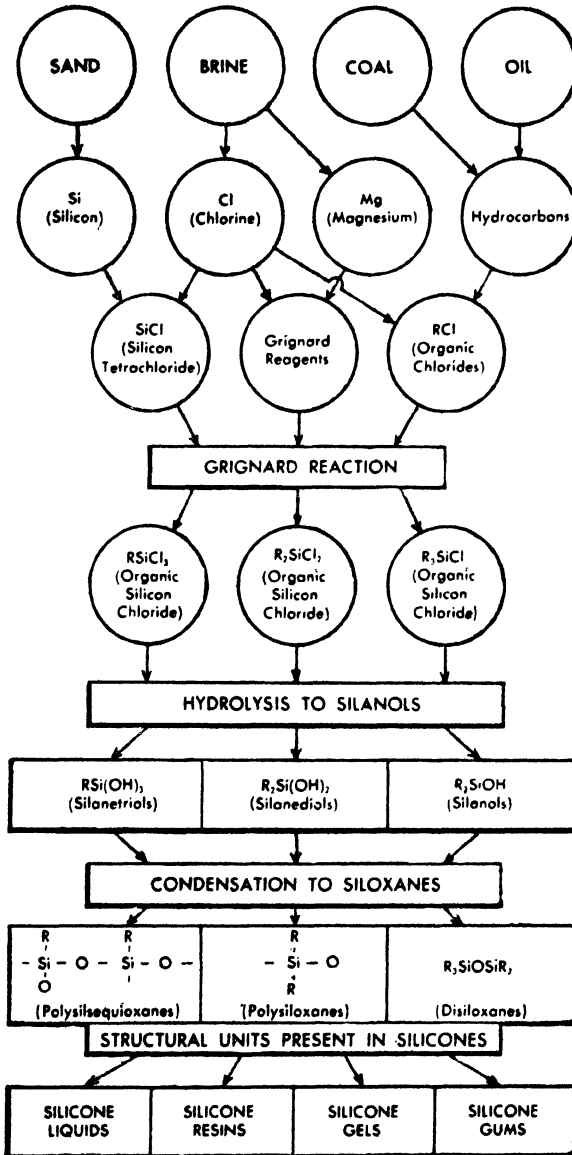 SAND
BRINE
COAL
OIL
Si
(Silicon)
Cl
(Chlorine)
Mg
(Magnesium)
Hydrocarbons
SiCl
(Silicon
Tetrachloride)
Grignard
Reagents
RCl
(Organic
Chlorides)
GRIGNARD REACTION
RSiCl₃
(Organic
Silicon
Chloride)
R₂SiCl₂
(Organic
Silicon
Chloride)
R₃SiCl
(Organic
Silicon
Chloride)
HYDROLYSIS TO SILANOLS
RSi(OH)₃
(Silanetriols)
R₂Si(OH)₂
(Silanediols)
R₃SiOH
(Silanols)
CONDENSATION TO SILOXANES
R R
- Si - O - Si - O -
O
(Polysilsequioxanes)
R
- Si - O
R
(Polysiloxanes)
R₃SiOSiR₃
(Disiloxanes)
STRUCTURAL UNITS PRESENT IN SILICONES
SILICONE
LIQUIDS
SILICONE
RESINS
SILICONE
GELS
SILICONE
GUMS